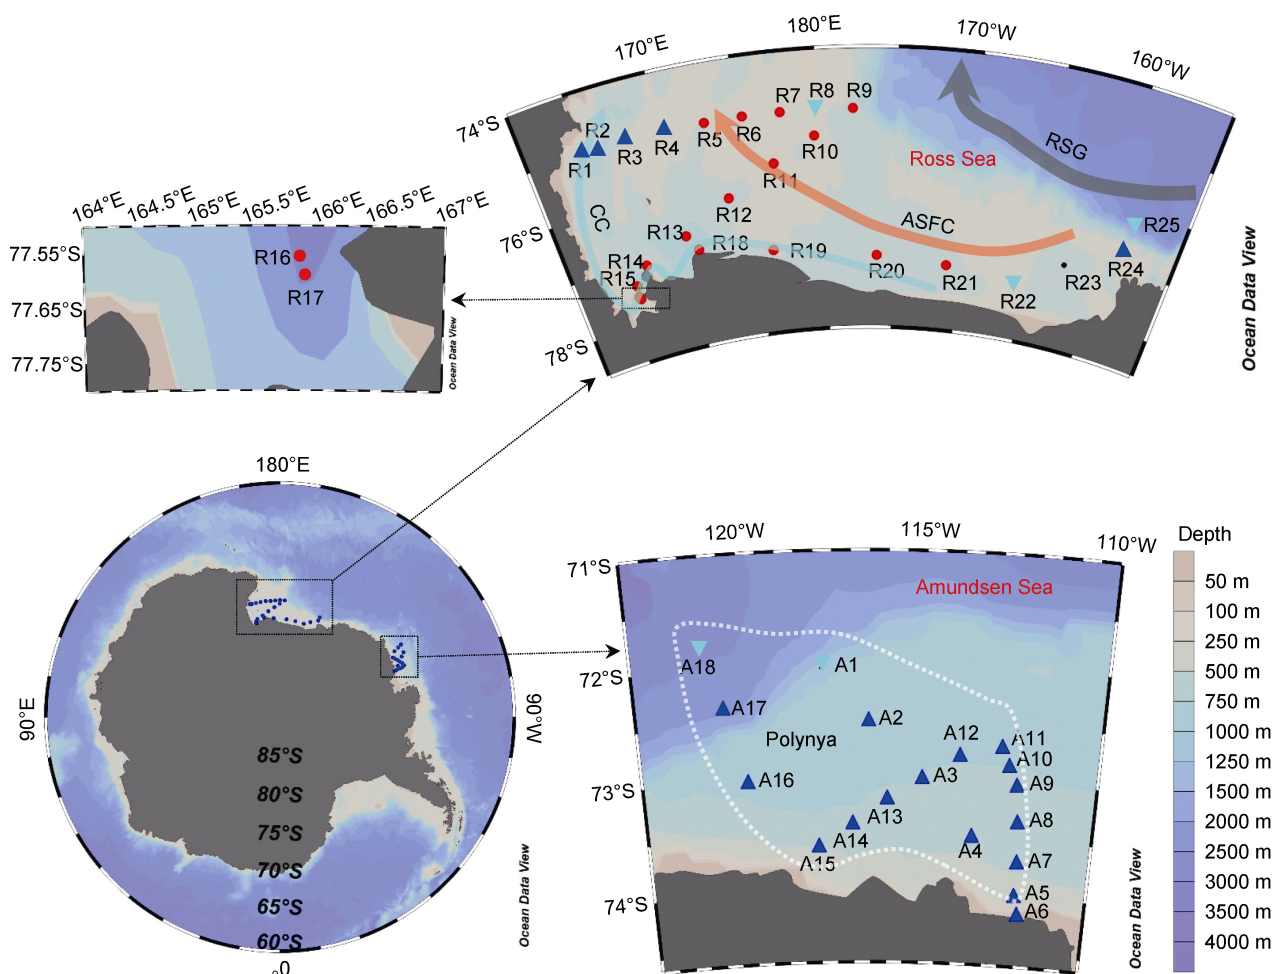 180°E
170°W
170°E
160°W
74°S
R7
R8
R9
R2
R5
R6
R3
R4
R10
RSG
R1
Ross Sea
R11
164°E
164.5°E
165°E
165.5°E
166°E
166.5°E
167°E
R12
CC
ASFC
R25
76°S
R13
R18
R19
77.55°S
R16
R14
R20
R21
R23
R24
R15
R22
R17
77.65°S
Ocean Data View
78°S
77.75°S
Ocean Data View
180°E
120°W
115°W
110°W
Depth
71°S
50 m
Amundsen Sea
100 m
250 m
A18
A1
500 m
72°S
90°E
90°W
A17
A2
750 m
Polynya
A12
A11
1000 m
85°S
A10
A16
A3
A9
1250 m
80°S
73°S
1500 m
A13
A8
2000 m
75°S
A14
A4
A15
A7
2500 m
70°S
3000 m
A5
65°S
74°S
A6
3500 m
60°S
Ocean Data View
Ocean Data View
4000 m
0°